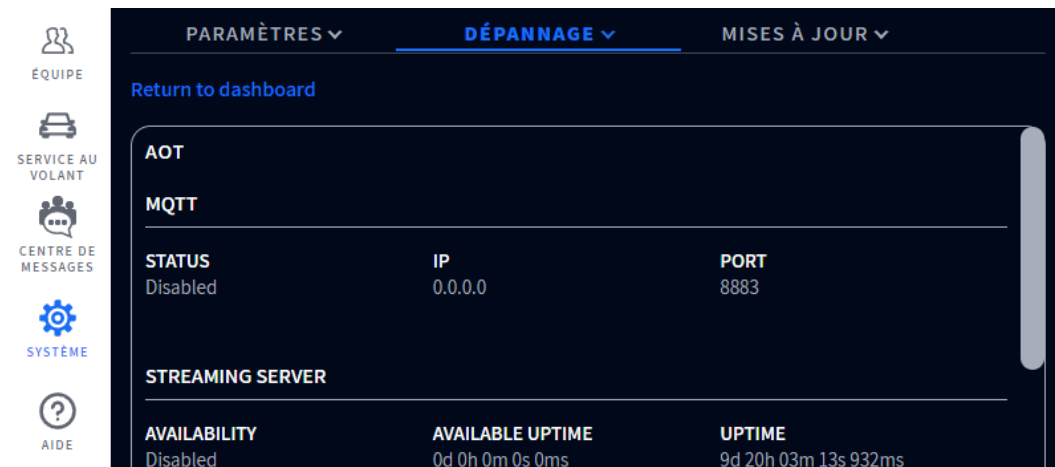 PARAMÈTRES DÉPANNAGE MISES À JOUR
ÉQUIPE
Return to dashboard
SERVICE AU
VOLANT
AOT
MQTT
CENTRE DE
MESSAGES
STATUS IP PORT
Disabled 0.0.0.0 8883
SYSTÈME
STREAMING SERVER
AIDE
AVAILABILITY AVAILABLE UPTIME UPTIME
Disabled 0d 0h 0m 0s 0ms 9d 20h 03m 13s 932ms